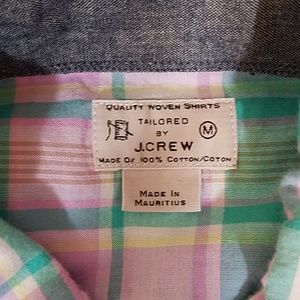 QUALITY WOVEN SHIRTS
TAILORED
BY
M
J.CREW
MADE OF 100% COTTON/COTON
MADE IN
MAURITIUS